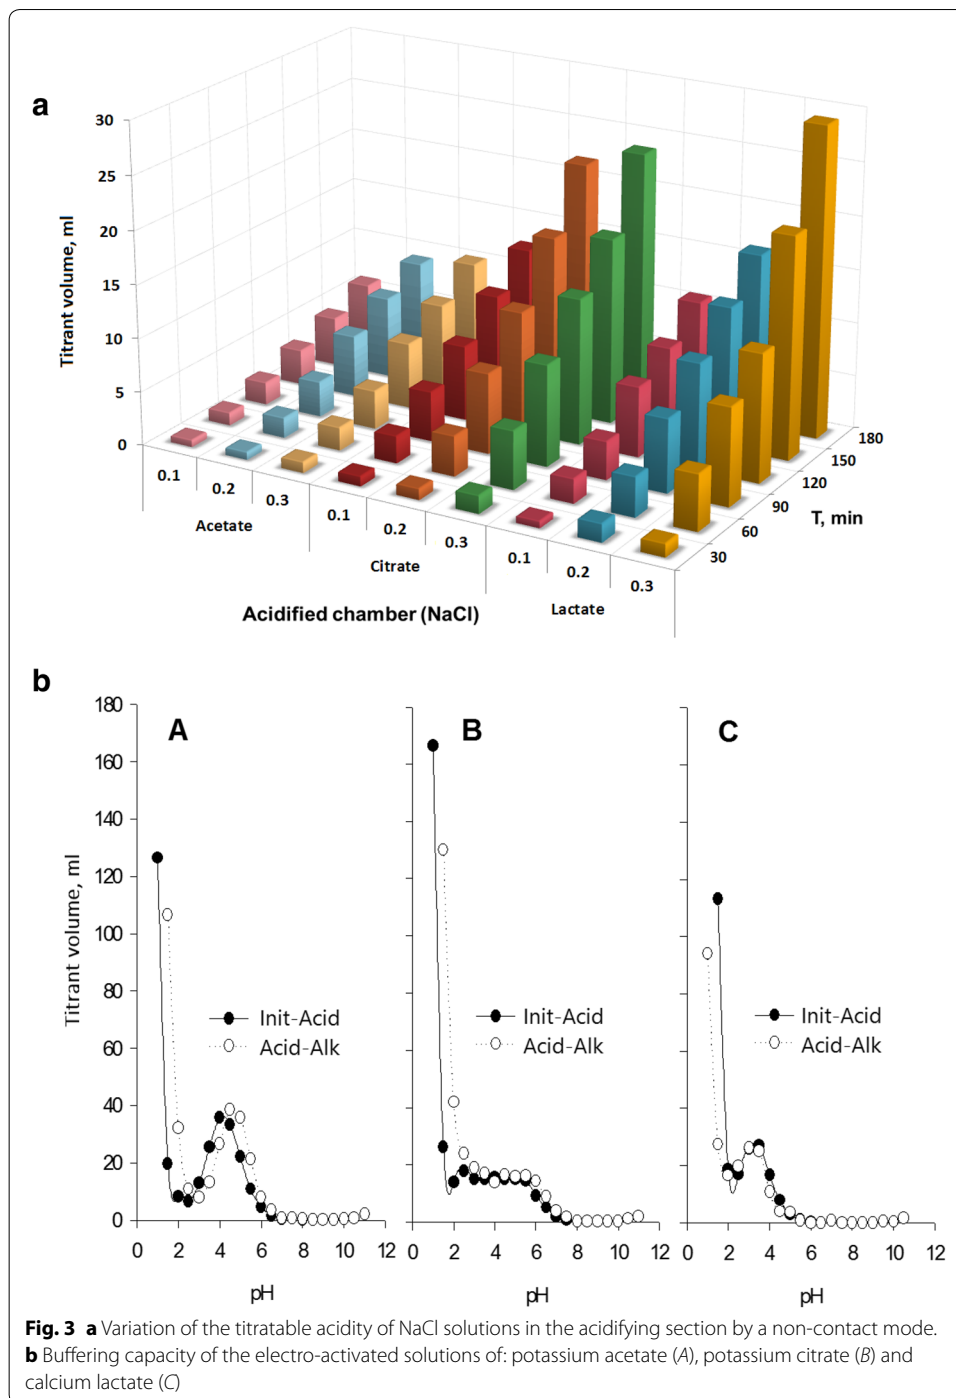 a
30
25
20
15
10
5
0
Titrant volume, ml
0.1 0.2 0.3 0.1 0.2 0.3 0.1 0.2 0.3
Acetate Citrate Lactate
30 60 90 120 150 180
T, min
Acidified chamber (NaCl)
b
180
160
140
120
100
80
60
40
20
0
Titrant volume, ml
A B C
Init-Acid
Acid-Alk
Init-Acid
Acid-Alk
Init-Acid
Acid-Alk
0 2 4 6 8 10 12
0 2 4 6 8 10 12
0 2 4 6 8 10 12
pH pH pH
Fig. 3 a Variation of the titratable acidity of NaCl solutions in the acidifying section by a non-contact mode.
b Buffering capacity of the electro-activated solutions of: potassium acetate (A), potassium citrate (B) and
calcium lactate (C)